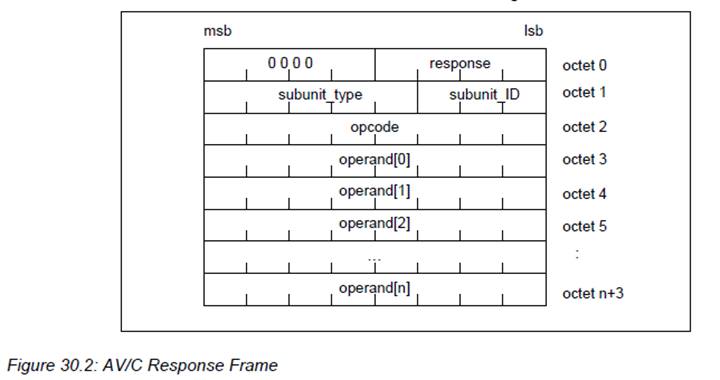 msb lsb
0 0 0 0 response octet 0
subunit_type subunit_ID octet 1
opcode octet 2
operand[0] octet 3
operand[1] octet 4
operand[2] octet 5
... :
operand[n] octet n+3
Figure 30.2: AV/C Response Frame